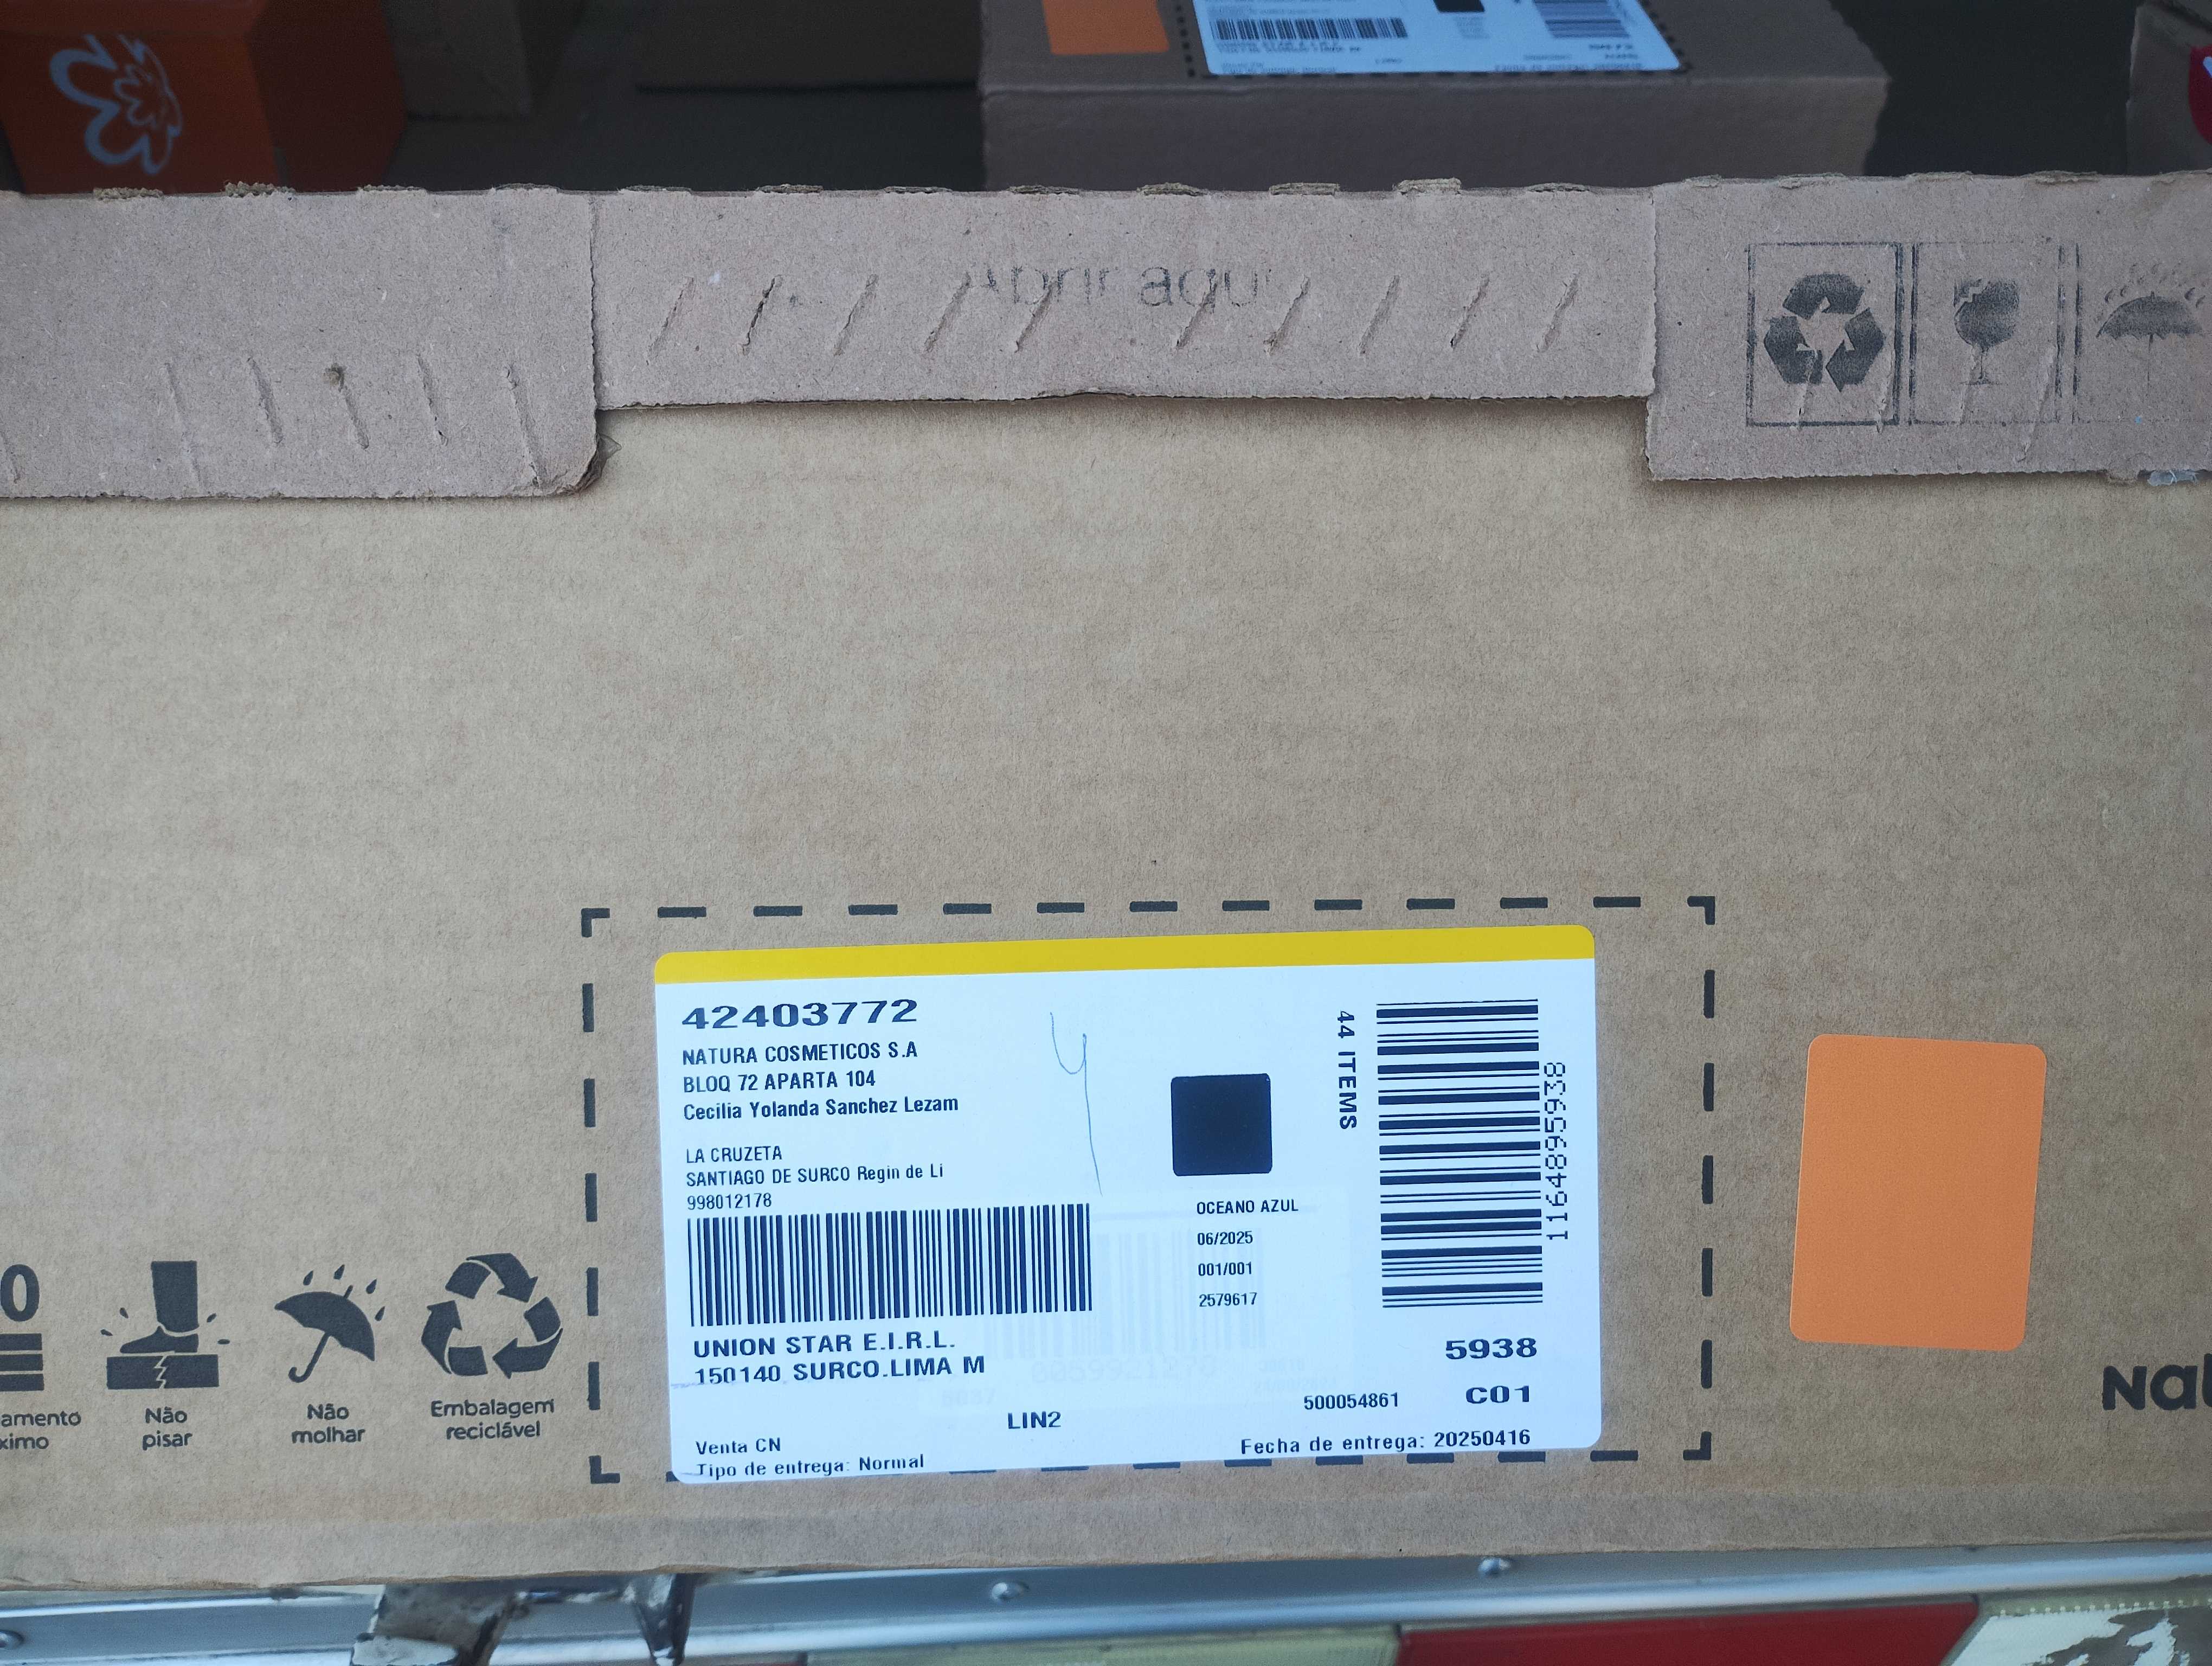 Abrir aqui
42403772
NATURA COSMETICOS S.A
BLOQ 72 APARTA 104
Cecilia Yolanda Sanchez Lezam
LA CRUZETA
SANTIAGO DE SURCO Regin de Li
998012178
UNION STAR E.I.R.L.
150140 SURCO.LIMA M
LIN2
Venta CN
Tipo de entrega: Normal
OCEANO AZUL
06/2025
001/001
2579617
44 ITEMS
1164895938
5938
500054861
C01
Fecha de entrega: 20250416
Não
pisar
Não
molhar
Embalagem
reciclável